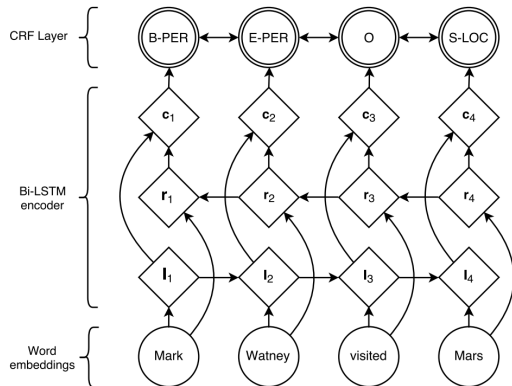 CRF Layer
B-PER E-PER O S-LOC
c1 c2 c3 c4
Bi-LSTM
encoder
r1 r2 r3 r4
l1 l2 l3 l4
Word
embeddings
Mark Watney visited Mars